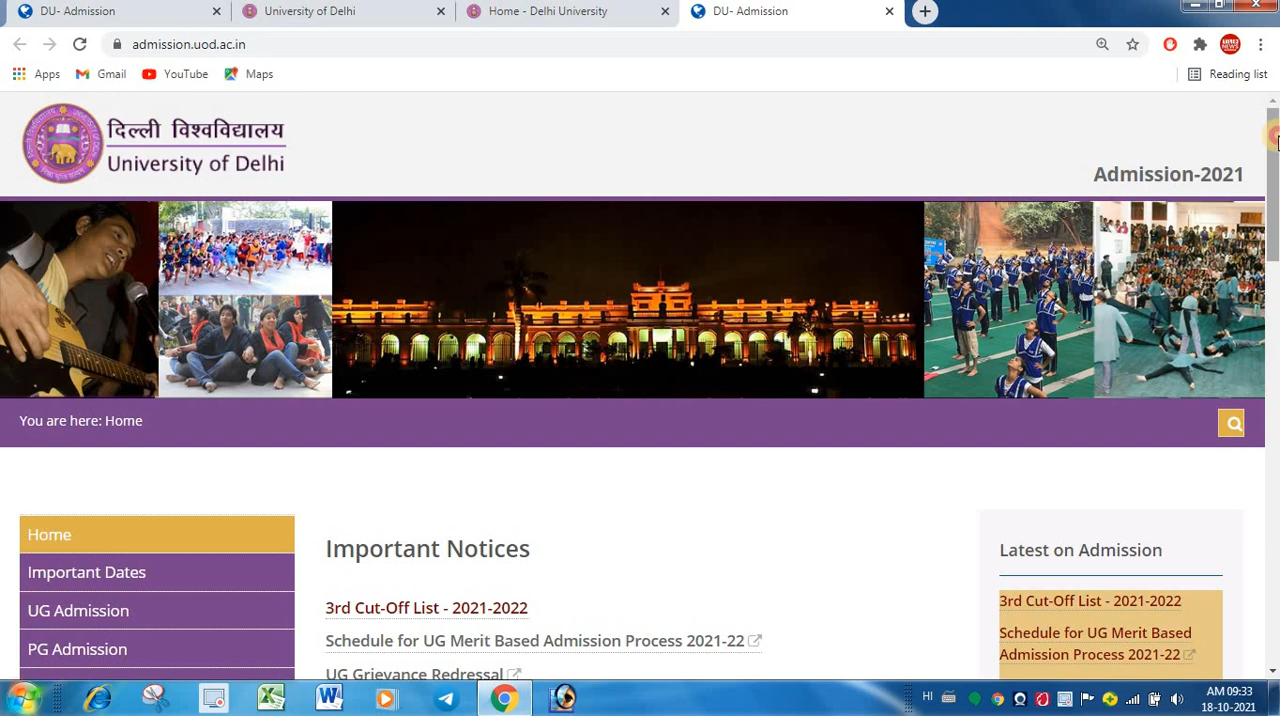 DU- Admission
University of Delhi
Home - Delhi University
DU- Admission
admission.uod.ac.in
Apps
Gmail
YouTube
Maps
Reading list
दिल्ली विश्वविद्यालय
University of Delhi
Admission-2021
You are here: Home
Home
Important Dates
UG Admission
PG Admission
Important Notices
3rd Cut-Off List - 2021-2022
Schedule for UG Merit Based Admission Process 2021-22
UG Grievance Redressal
Latest on Admission
3rd Cut-Off List - 2021-2022
Schedule for UG Merit Based
Admission Process 2021-22
HI
AM 09:33
18-10-2021